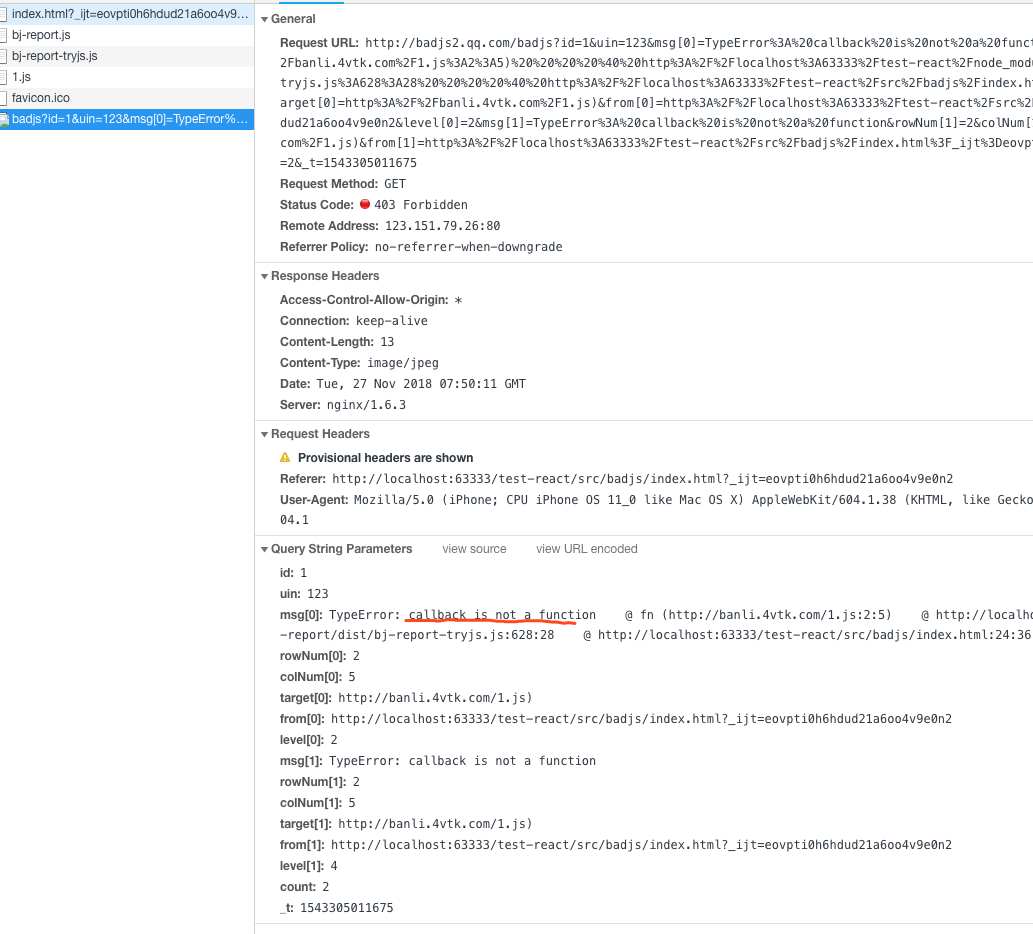 index.html?_ijt=eovpti0h6hdud21a6oo4v9...
bj-report.js
bj-report-tryjs.js
1.js
favicon.ico
badjs?id=1&uin=123&msg[0]=TypeError%...
General
Request URL: http://badjs2.qq.com/badjs?id=1&uin=123&msg[0]=TypeError%3A%20callback%20is%20not%20a%20funct
2Fbanli.4vtk.com%2F1.js%3A2%3A5)%20%20%20%20%40%20http%3A%2F%2Flocalhost%3A63333%2Ftest-react%2Fnode_modu
tryjs.js%3A628%3A28%20%20%20%20%40%20http%3A%2F%2Flocalhost%3A63333%2Ftest-react%2Fsrc%2Fbadjs%2Findex.ht
arget[0]=http%3A%2F%2Fbanli.4vtk.com%2F1.js)&from[0]=http%3A%2F%2Flocalhost%3A63333%2Ftest-react%2Fsrc%2F
dud21a6oo4v9e0n2&level[0]=2&msg[1]=TypeError%3A%20callback%20is%20not%20a%20function&rowNum[1]=2&colNum[1
com%2F1.js)&from[1]=http%3A%2F%2Flocalhost%3A63333%2Ftest-react%2Fsrc%2Fbadjs%2Findex.html%3F_ijt%3Deovpt
=2&_t=1543305011675
Request Method: GET
Status Code: 403 Forbidden
Remote Address: 123.151.79.26:80
Referrer Policy: no-referrer-when-downgrade
Response Headers
Access-Control-Allow-Origin: *
Connection: keep-alive
Content-Length: 13
Content-Type: image/jpeg
Date: Tue, 27 Nov 2018 07:50:11 GMT
Server: nginx/1.6.3
Request Headers
Provisional headers are shown
Referer: http://localhost:63333/test-react/src/badjs/index.html?_ijt=eovpti0h6hdud21a6oo4v9e0n2
User-Agent: Mozilla/5.0 (iPhone; CPU iPhone OS 11_0 like Mac OS X) AppleWebKit/604.1.38 (KHTML, like Gecko
04.1
Query String Parameters view source view URL encoded
id: 1
uin: 123
msg[0]: TypeError: callback is not a function @ fn (http://banli.4vtk.com/1.js:2:5) @ http://localho
-report/dist/bj-report-tryjs.js:628:28 @ http://localhost:63333/test-react/src/badjs/index.html:24:36
rowNum[0]: 2
colNum[0]: 5
target[0]: http://banli.4vtk.com/1.js)
from[0]: http://localhost:63333/test-react/src/badjs/index.html?_ijt=eovpti0h6hdud21a6oo4v9e0n2
level[0]: 2
msg[1]: TypeError: callback is not a function
rowNum[1]: 2
colNum[1]: 5
target[1]: http://banli.4vtk.com/1.js)
from[1]: http://localhost:63333/test-react/src/badjs/index.html?_ijt=eovpti0h6hdud21a6oo4v9e0n2
level[1]: 4
count: 2
_t: 1543305011675